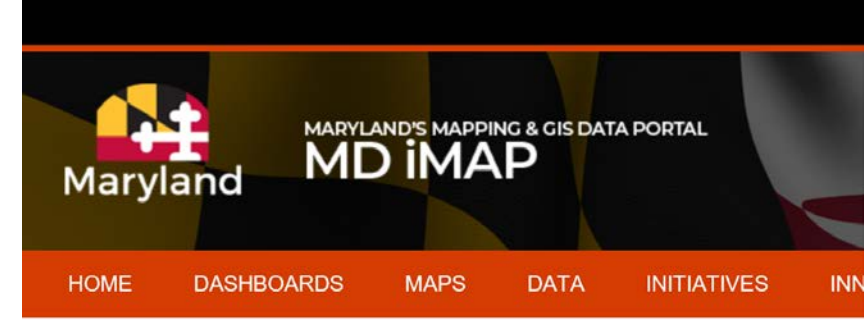 MARYLAND'S MAPPING & GIS DATA PORTAL
MD iMAP
Maryland
HOME DASHBOARDS MAPS DATA INITIATIVES